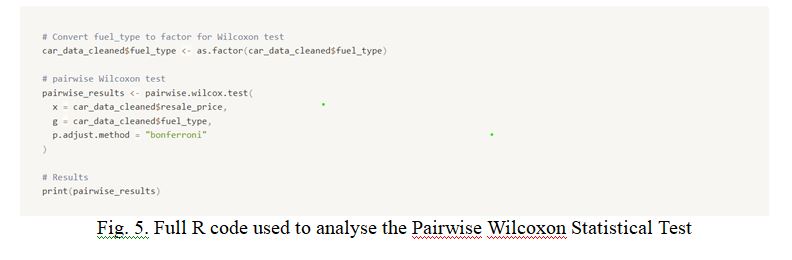 # Convert fuel_type to factor for Wilcoxon test
car_data_cleaned$fuel_type <- as.factor(car_data_cleaned$fuel_type)
# pairwise Wilcoxon test
pairwise_results <- pairwise.wilcox.test(
x = car_data_cleaned$resale_price,
g = car_data_cleaned$fuel_type,
p.adjust.method = "bonferroni"
)
# Results
print(pairwise_results)
Fig. 5. Full R code used to analyse the Pairwise Wilcoxon Statistical Test